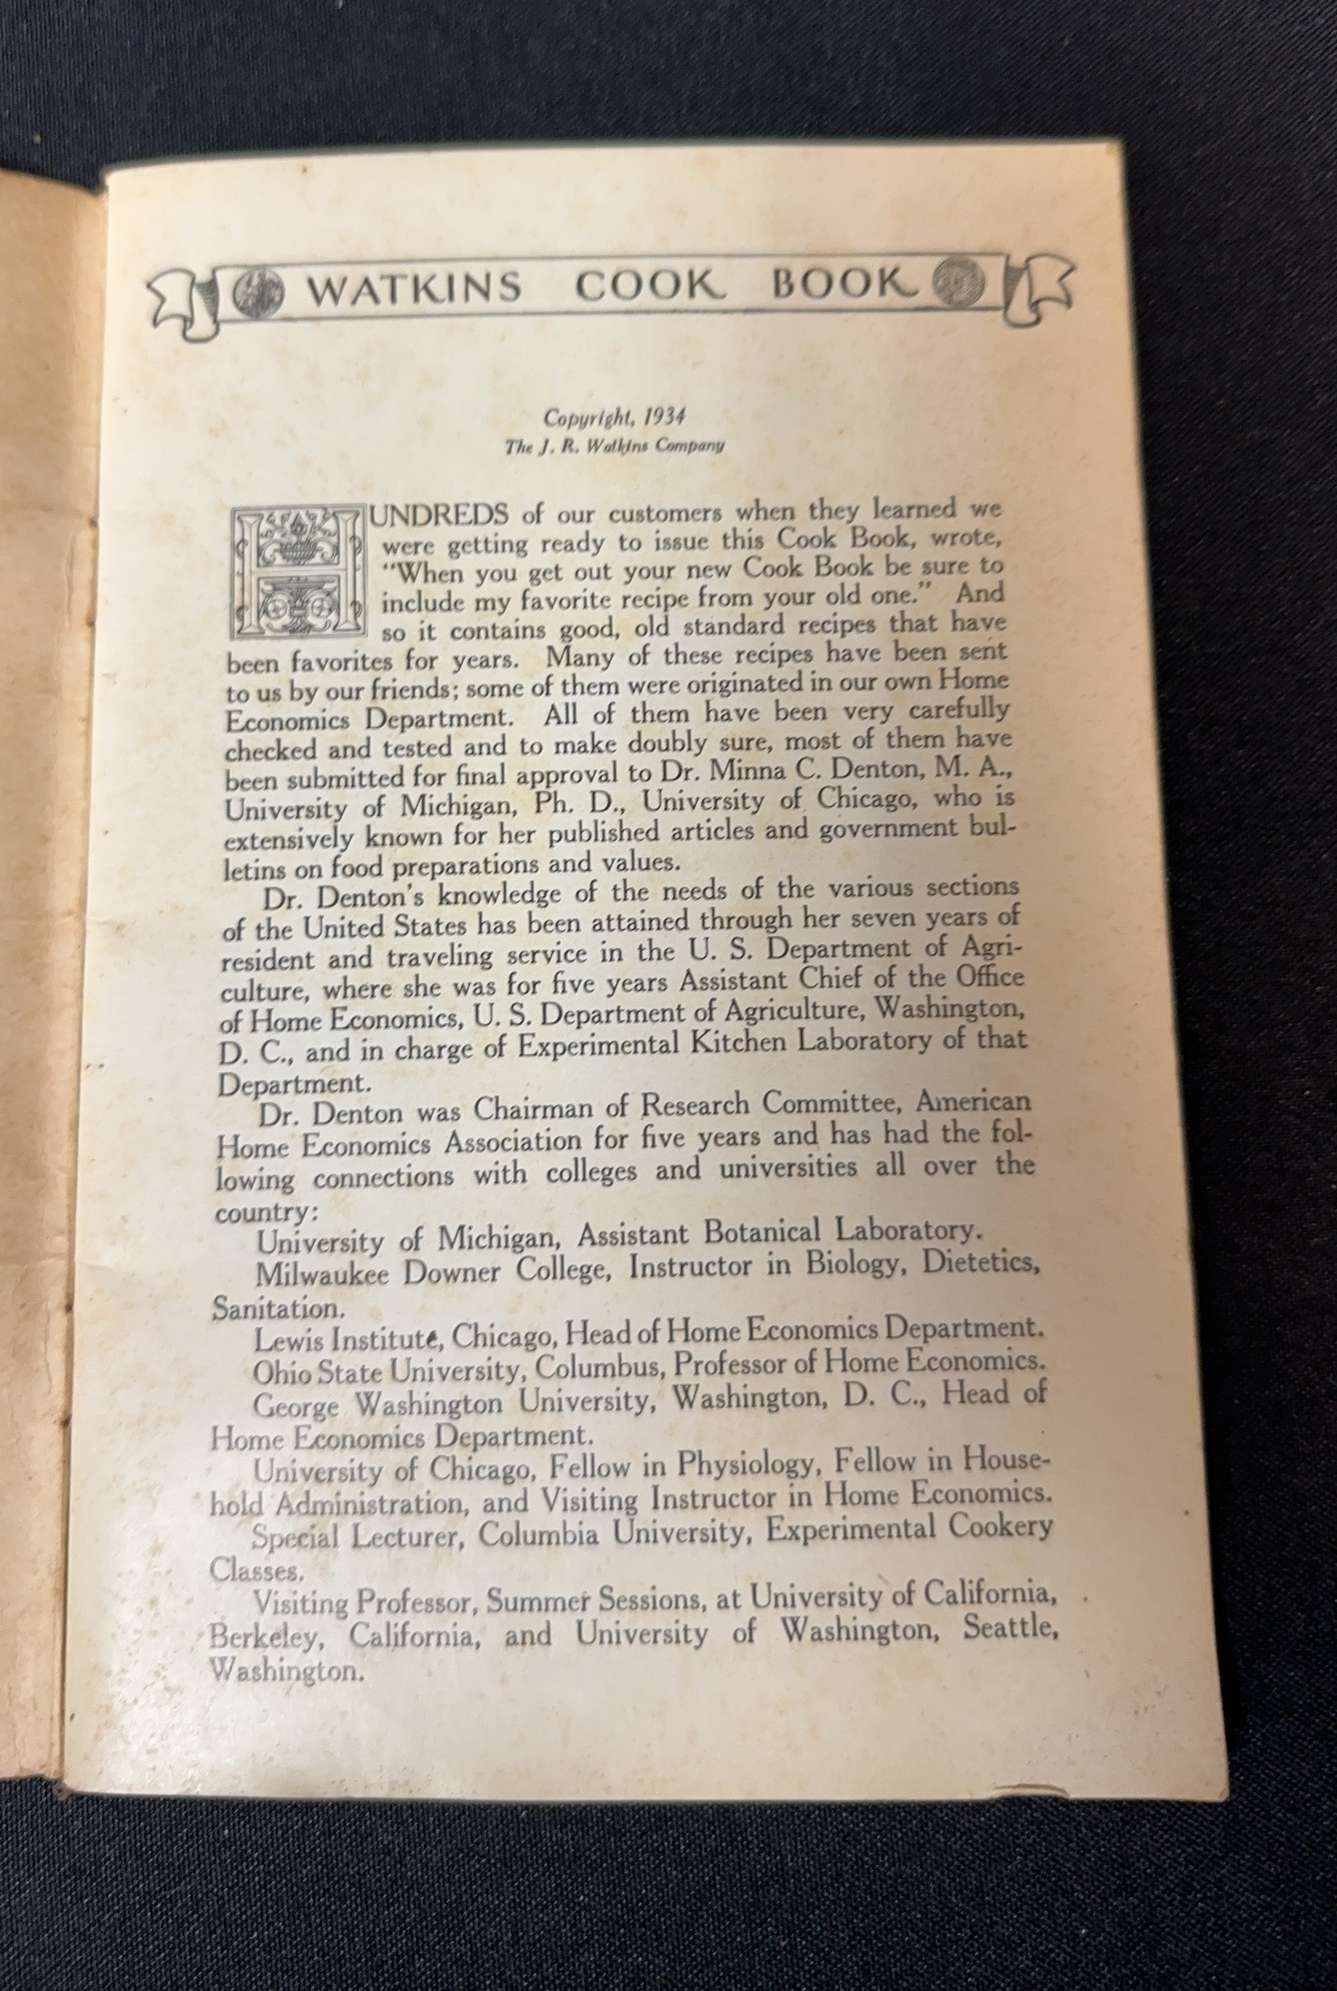 WATKINS COOK BOOK
Copyright, 1934
The J. R. Watkins Company
HUNDREDS of our customers when they learned we
were getting ready to issue this Cook Book, wrote,
"When you get out your new Cook Book be sure to
include my favorite recipe from your old one." And
so it contains good, old standard recipes that have
been favorites for years. Many of these recipes have been sent
to us by our friends; some of them were originated in our own Home
Economics Department. All of them have been very carefully
checked and tested and to make doubly sure, most of them have
been submitted for final approval to Dr. Minna C. Denton, M. A.,
University of Michigan, Ph. D., University of Chicago, who is
extensively known for her published articles and government bul-
letins on food preparations and values.
Dr. Denton's knowledge of the needs of the various sections
of the United States has been attained through her seven years of
resident and traveling service in the U. S. Department of Agri-
culture, where she was for five years Assistant Chief of the Office
of Home Economics, U. S. Department of Agriculture, Washington,
D. C., and in charge of Experimental Kitchen Laboratory of that
Department.
Dr. Denton was Chairman of Research Committee, American
Home Economics Association for five years and has had the fol-
lowing connections with colleges and universities all over the
country:
University of Michigan, Assistant Botanical Laboratory.
Milwaukee Downer College, Instructor in Biology, Dietetics,
Sanitation.
Lewis Institute, Chicago, Head of Home Economics Department.
Ohio State University, Columbus, Professor of Home Economics.
George Washington University, Washington, D. C., Head of
Home Economics Department.
University of Chicago, Fellow in Physiology, Fellow in House-
hold Administration, and Visiting Instructor in Home Economics.
Special Lecturer, Columbia University, Experimental Cookery
Classes.
Visiting Professor, Summer Sessions, at University of California,
Berkeley, California, and University of Washington, Seattle,
Washington.